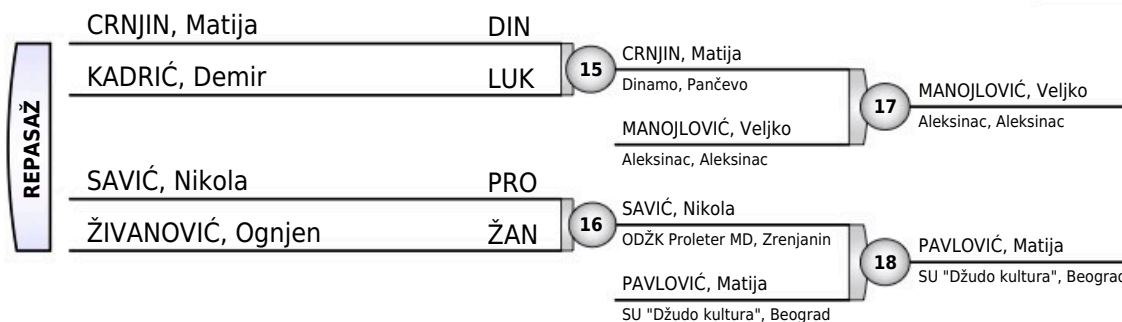 REPASAŽ
CRNJIN, Matija DIN
KADRIĆ, Demir LUK
15
CRNJIN, Matija
Dinamo, Pančevo
MANOJLOVIĆ, Veljko
Aleksinac, Aleksinac
17
MANOJLOVIĆ, Veljko
Aleksinac, Aleksinac
SAVIĆ, Nikola PRO
ŽIVANOVIĆ, Ognjen ŽAN
16
SAVIĆ, Nikola
ODŽK Proleter MD, Zrenjanin
PAVLOVIĆ, Matija
SU "Džudo kultura", Beograd
18
PAVLOVIĆ, Matija
SU "Džudo kultura", Beograd